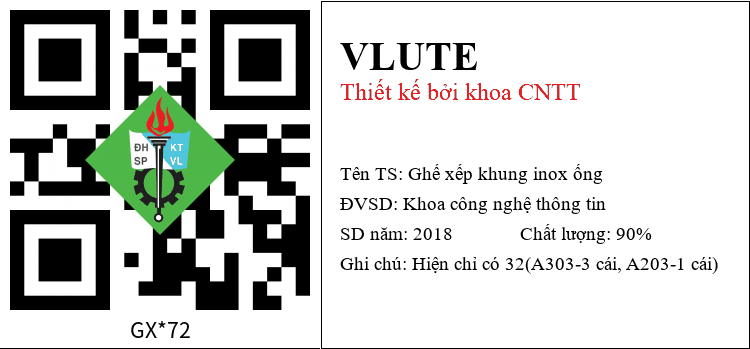 ĐH KT
SP VL
GX*72
VLUTE
Thiết kế bởi khoa CNTT
Tên TS: Ghế xếp khung inox ống
ĐVSD: Khoa công nghệ thông tin
SD năm: 2018 Chất lượng: 90%
Ghi chú: Hiện chỉ có 32(A303-3 cái, A203-1 cái)